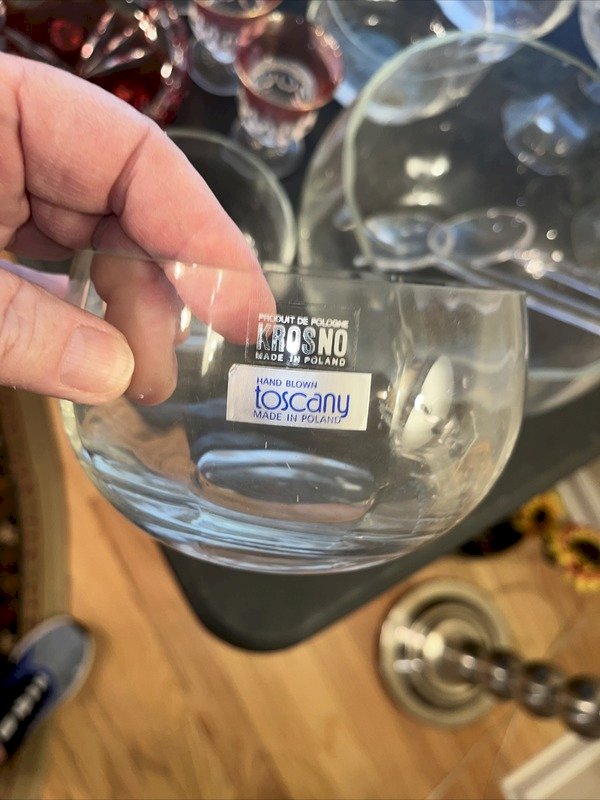 PRODUIT DE POLOGNE
KROSNO
MADE IN POLAND
HAND BLOWN
toscany
MADE IN POLAND